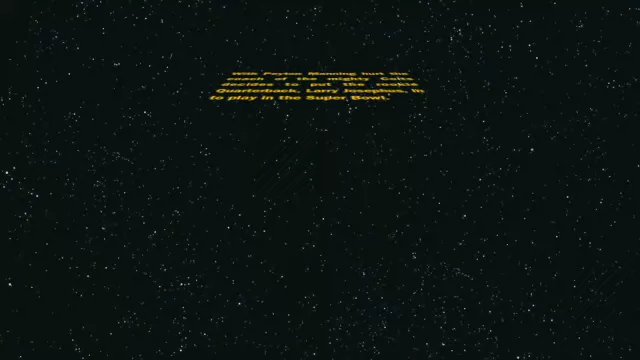 With Peyton Manning hurt the
coach of the mighty Colts
decides to put the rookie
Quarterback, Larry Josephos, in
to play in the Super Bowl.